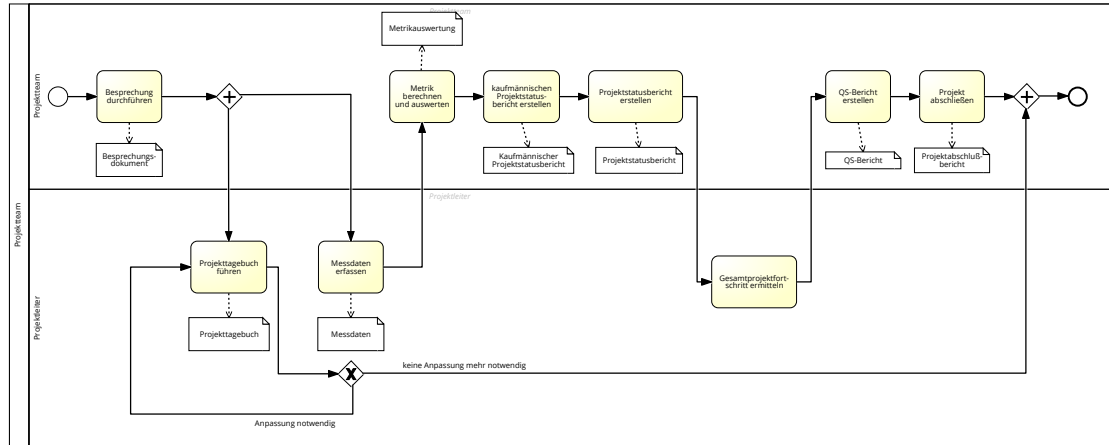 Projektteam
Projektteam
Projektteam
Metrikauswertung
Besprechung
durchführen
Metrik
berechnen
und auswerten
kaufmännischen
Projektstatus-
bericht erstellen
Projektstatusbericht
erstellen
QS-Bericht
erstellen
Projekt
abschließen
Besprechungs-
dokument
Kaufmännischer
Projektstatusbericht
Projektstatusbericht
QS-Bericht
Projektabschluß-
bericht
Projektleiter
Projektleiter
Projekttagebuch
führen
Messdaten
erfassen
Gesamtprojektfort-
schritt ermitteln
Projekttagebuch
Messdaten
keine Anpassung mehr notwendig
Anpassung notwendig